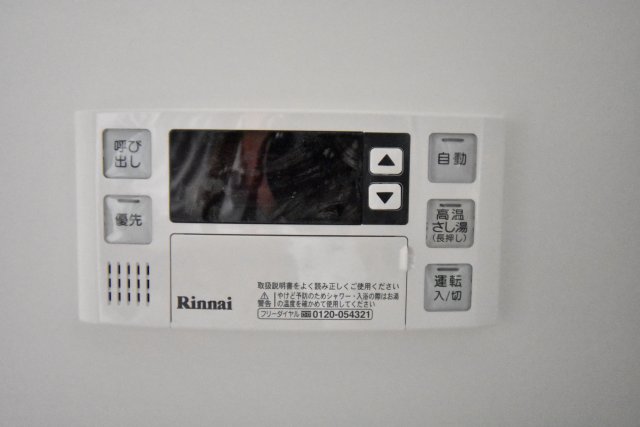 呼び
出し
優先
▲
▼
自動
高温
さし湯
(長押し)
運転
入/切
取扱説明書をよく読み正しくご使用ください
⚠警告 やけど予防のためシャワー・入浴の際はお湯
の温度を確かめて使用してください
Rinnai
フリーダイヤル 0120-054321